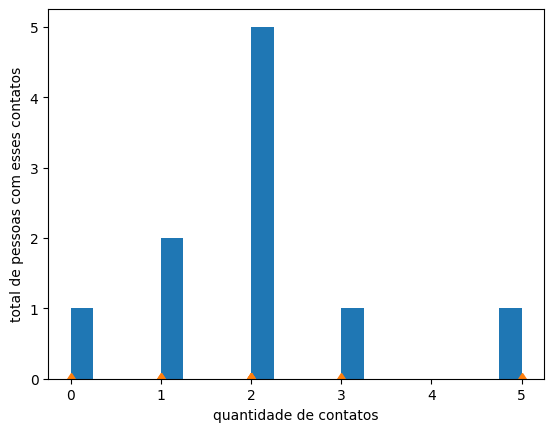 total de pessoas com esses contatos
5
4
3
2
1
0
0 1 2 3 4 5
quantidade de contatos